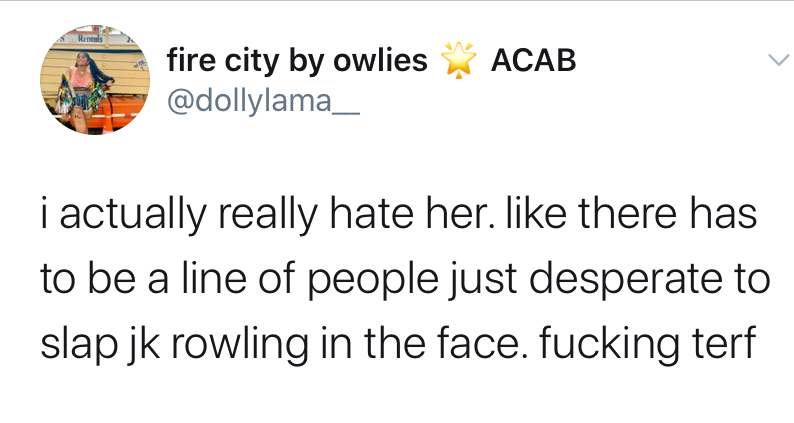 fire city by owlies 🌟 ACAB
@dollylama__
i actually really hate her. like there has
to be a line of people just desperate to
slap jk rowling in the face. fucking terf